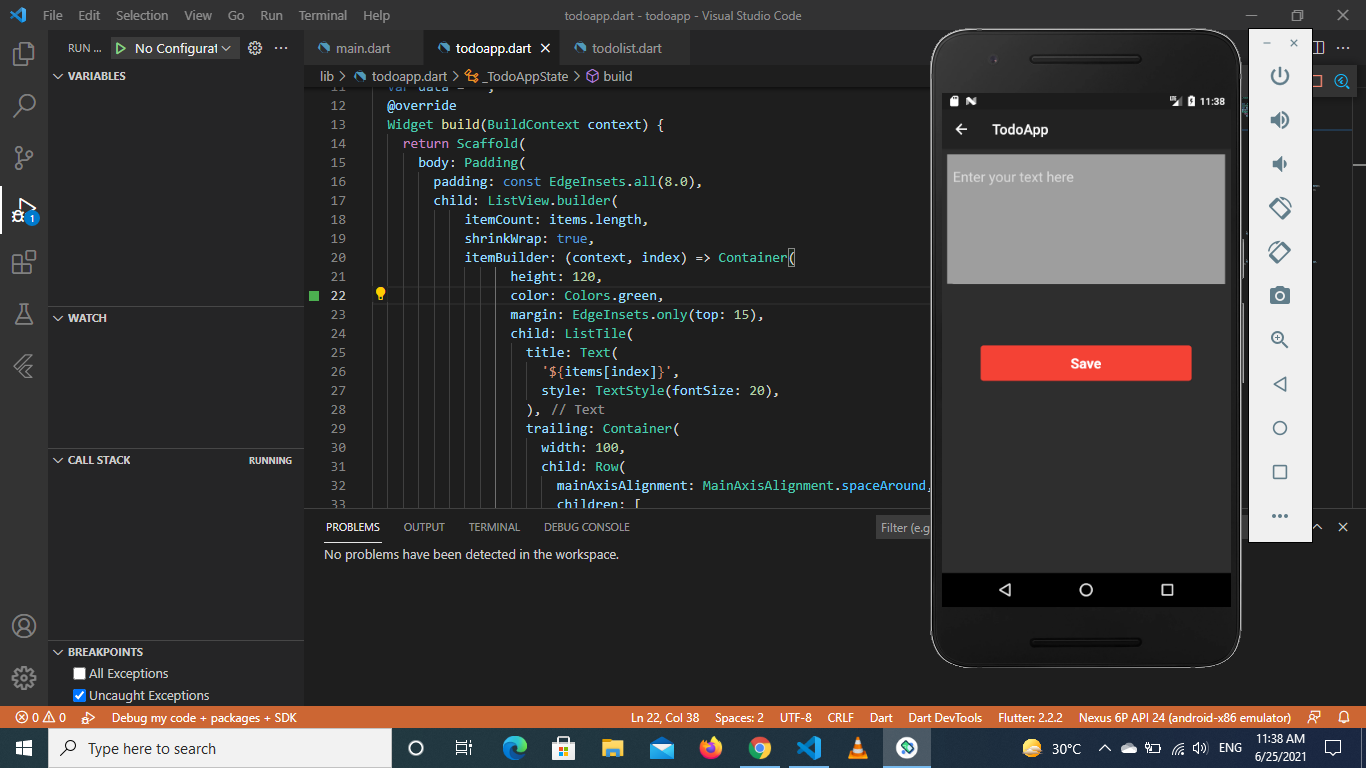 File Edit Selection View Go Run Terminal Help todoapp.dart - todoapp - Visual Studio Code
RUN ... No Configurat ...
main.dart todoapp.dart todolist.dart
lib > todoapp.dart > _TodoAppState > build
VARIABLES
WATCH
CALL STACK RUNNING
BREAKPOINTS
All Exceptions
Uncaught Exceptions
12 @override
13 Widget build(BuildContext context) {
14 return Scaffold(
15 body: Padding(
16 padding: const EdgeInsets.all(8.0),
17 child: ListView.builder(
18 itemCount: items.length,
19 shrinkWrap: true,
20 itemBuilder: (context, index) => Container(
21 height: 120,
22 color: Colors.green,
23 margin: EdgeInsets.only(top: 15),
24 child: ListTile(
25 title: Text(
26 '${items[index]}',
27 style: TextStyle(fontSize: 20),
28 ), // Text
29 trailing: Container(
30 width: 100,
31 child: Row(
32 mainAxisAlignment: MainAxisAlignment.spaceAround,
33 children: [
PROBLEMS OUTPUT TERMINAL DEBUG CONSOLE Filter (e.g
No problems have been detected in the workspace.
11:38
TodoApp
Enter your text here
Save
0 0 Debug my code + packages + SDK Ln 22, Col 38 Spaces: 2 UTF-8 CRLF Dart Dart DevTools Flutter: 2.2.2 Nexus 6P API 24 (android-x86 emulator)
1
Type here to search
30°C ENG 11:38 AM
6/25/2021